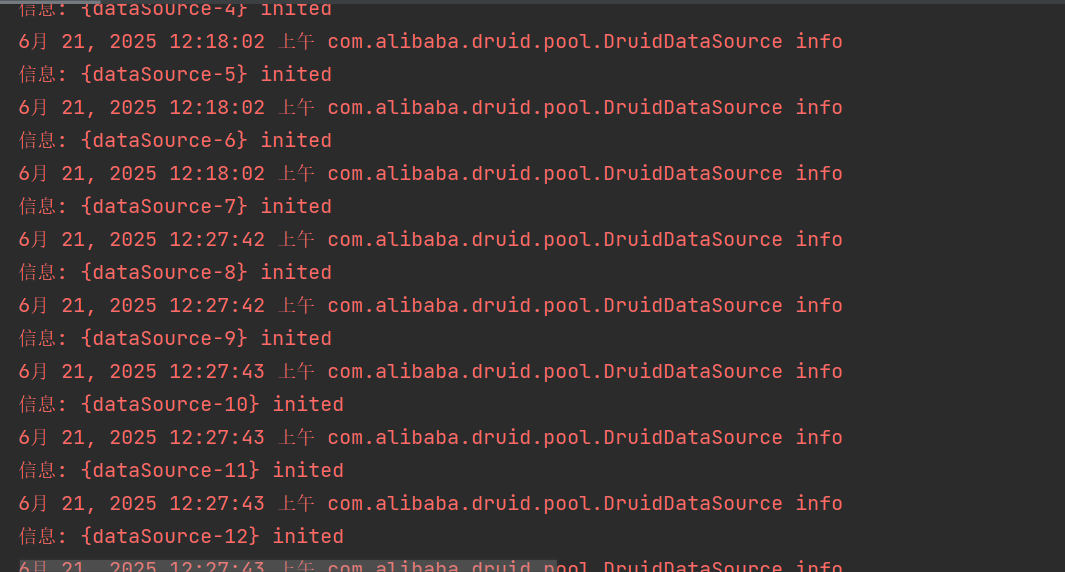 信息: {dataSource-4} inited
6月 21, 2025 12:18:02 上午 com.alibaba.druid.pool.DruidDataSource info
信息: {dataSource-5} inited
6月 21, 2025 12:18:02 上午 com.alibaba.druid.pool.DruidDataSource info
信息: {dataSource-6} inited
6月 21, 2025 12:18:02 上午 com.alibaba.druid.pool.DruidDataSource info
信息: {dataSource-7} inited
6月 21, 2025 12:27:42 上午 com.alibaba.druid.pool.DruidDataSource info
信息: {dataSource-8} inited
6月 21, 2025 12:27:42 上午 com.alibaba.druid.pool.DruidDataSource info
信息: {dataSource-9} inited
6月 21, 2025 12:27:43 上午 com.alibaba.druid.pool.DruidDataSource info
信息: {dataSource-10} inited
6月 21, 2025 12:27:43 上午 com.alibaba.druid.pool.DruidDataSource info
信息: {dataSource-11} inited
6月 21, 2025 12:27:43 上午 com.alibaba.druid.pool.DruidDataSource info
信息: {dataSource-12} inited
6月 21, 2025 12:27:43 上午 com.alibaba.druid.pool.DruidDataSource info